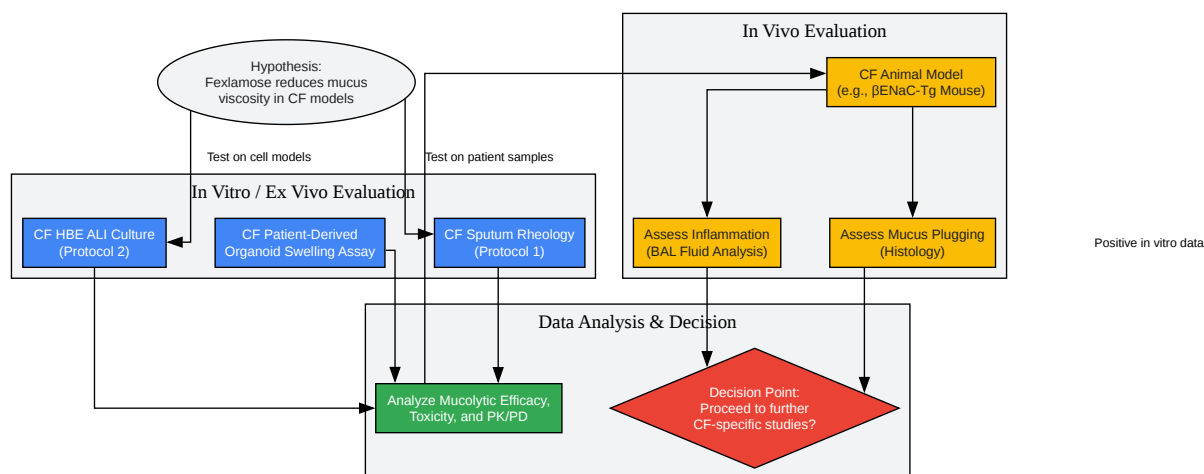 In Vivo Evaluation
Hypothesis:
Fexlamose reduces mucus
viscosity in CF models
CF Animal Model
(e.g., βENaC-Tg Mouse)
Test on cell models
Test on patient samples
In Vitro / Ex Vivo Evaluation
CF HBE ALI Culture
(Protocol 2)
CF Patient-Derived
Organoid Swelling Assay
CF Sputum Rheology
(Protocol 1)
Assess Inflammation
(BAL Fluid Analysis)
Assess Mucus Plugging
(Histology)
Positive in vitro data
Data Analysis & Decision
Analyze Mucolytic Efficacy,
Toxicity, and PK/PD
Decision Point:
Proceed to further
CF-specific studies?